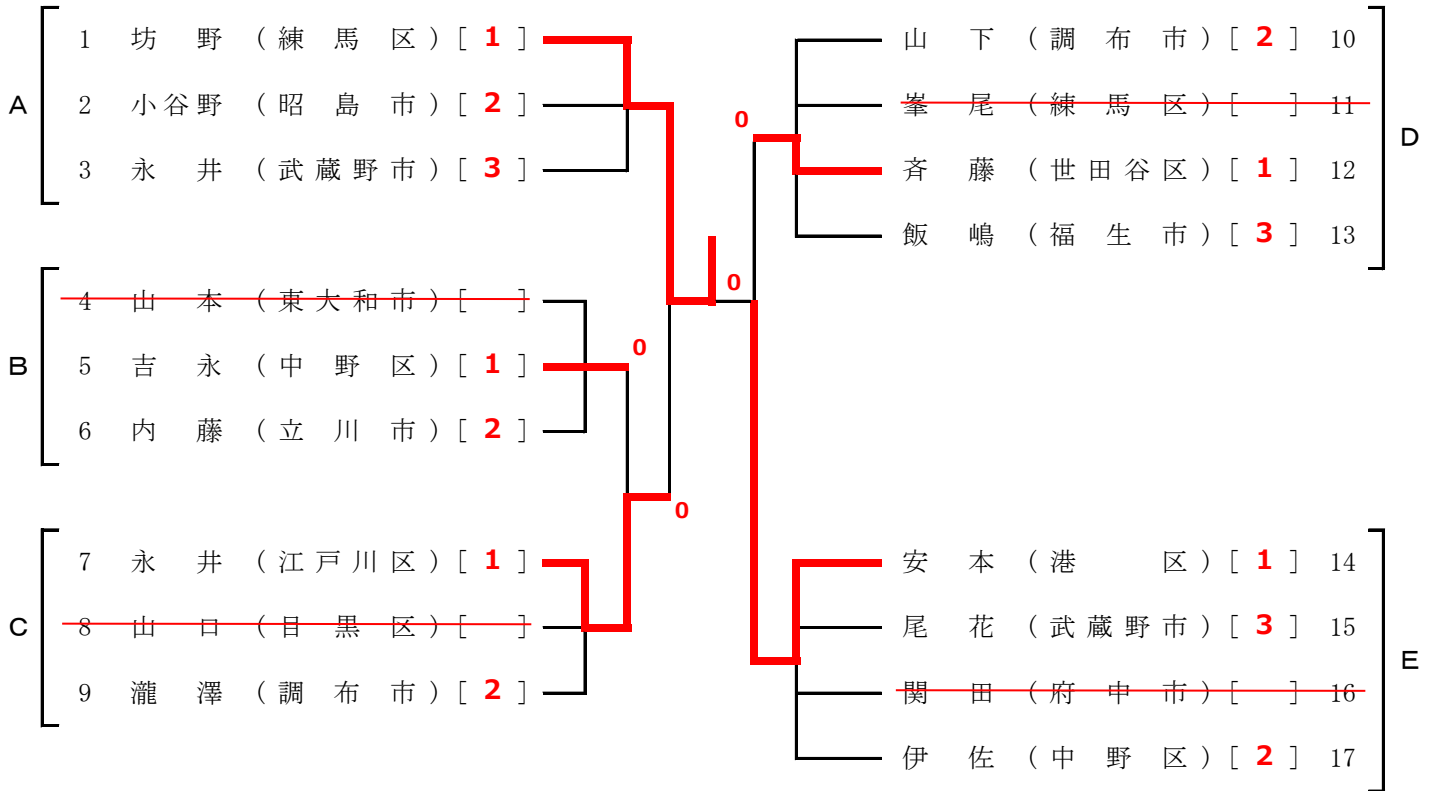 A
1 坊野 (練馬区) [ 1 ]
2 小谷野 (昭島市) [ 2 ]
3 永井 (武蔵野市) [ 3 ]
B
4 山本 (東大和市) [ ]
5 吉永 (中野区) [ 1 ]
6 内藤 (立川市) [ 2 ]
0
C
7 永井 (江戸川区) [ 1 ]
8 山口 (目黒区) [ ]
9 瀧澤 (調布市) [ 2 ]
0
0
0
山下 (調布市) [ 2 ] 10
峯尾 (練馬区) [ ] 11
斉藤 (世田谷区) [ 1 ] 12
飯嶋 (福生市) [ 3 ] 13
D
安本 (港区) [ 1 ] 14
尾花 (武蔵野市) [ 3 ] 15
関田 (府中市) [ ] 16
伊佐 (中野区) [ 2 ] 17
E